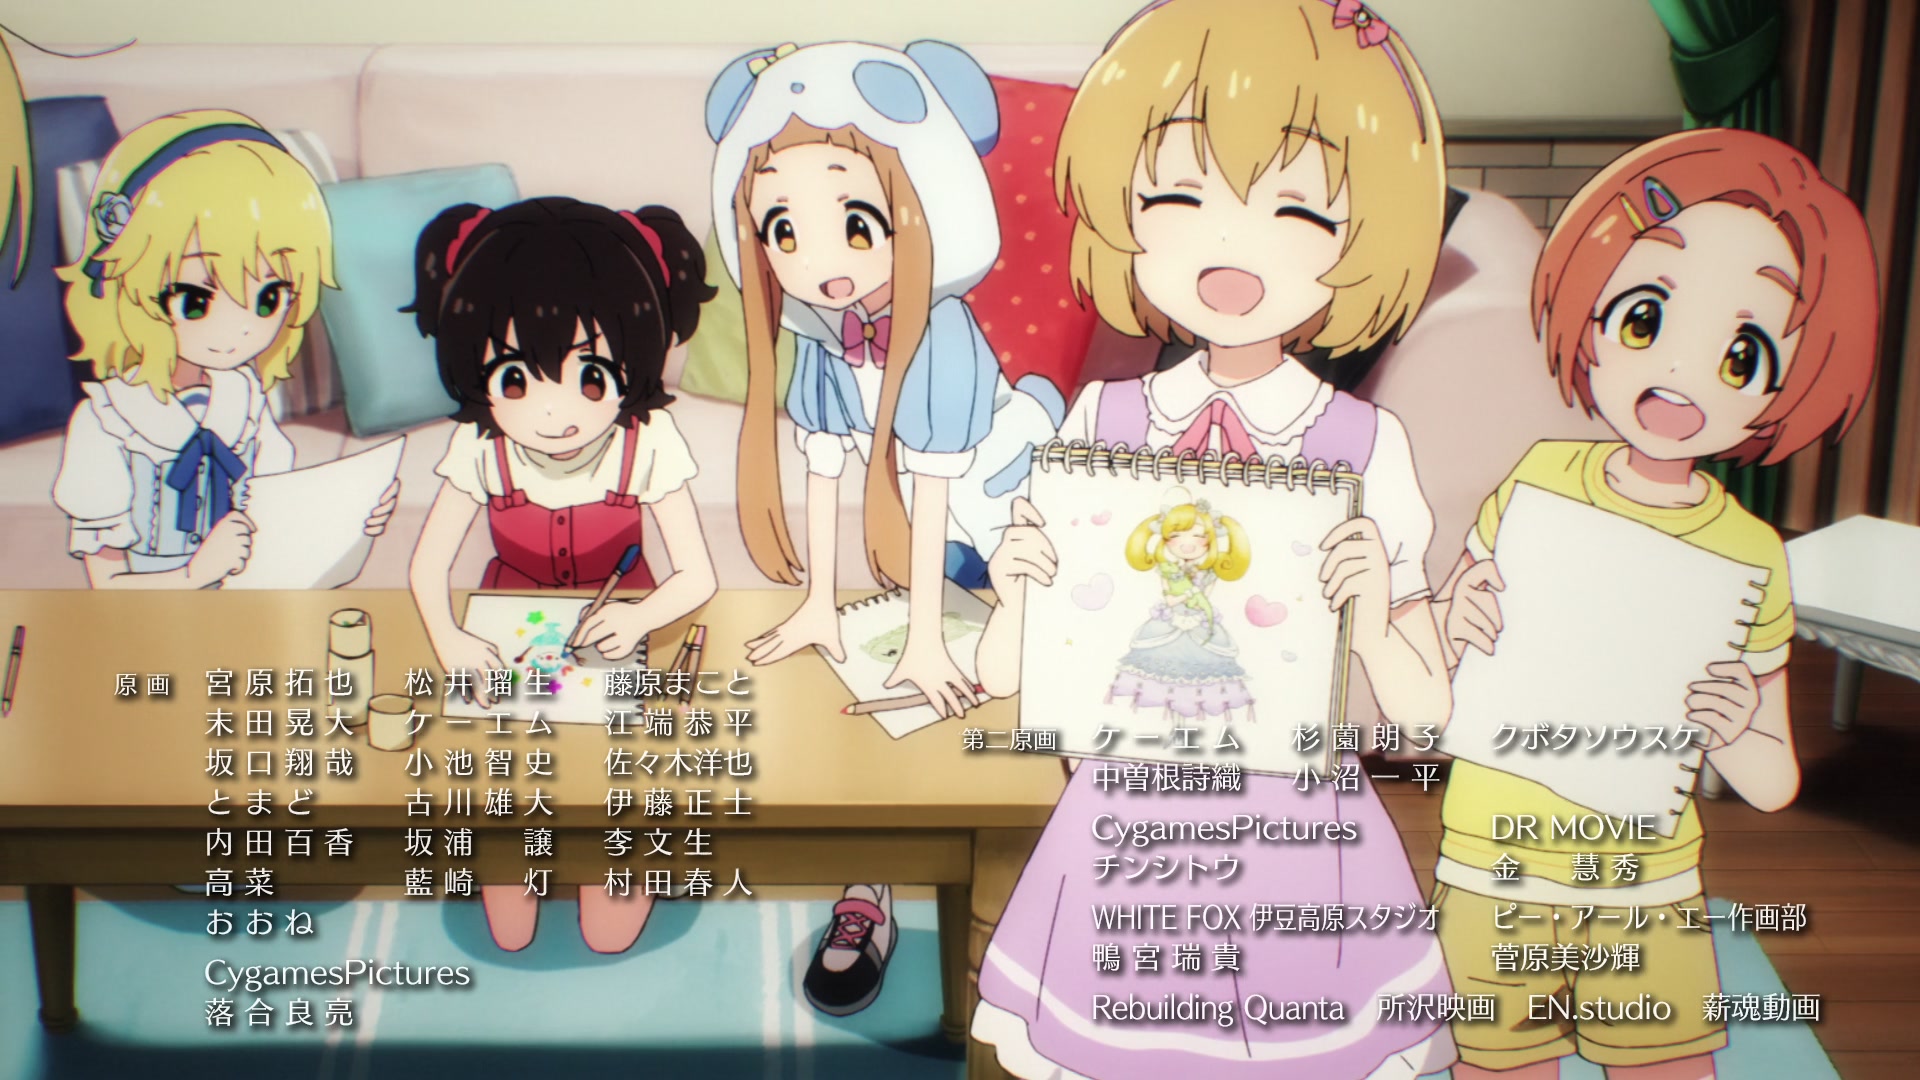 原画 宮原拓也 松井瑠生 藤原まこと
末田晃大 ケーエム 江端恭平
坂口翔哉 小池智史 佐々木洋也
とまど 古川雄大 伊藤正士
内田百香 坂浦 譲 李文生
高菜 藍崎 灯 村田春人
おおね
CygamesPictures
落合良亮
第二原画 ケーエム 杉薗朗子 クボタソウスケ
中曽根詩織 小沼一平
CygamesPictures DR MOVIE
チンシトウ 金 慧秀
WHITE FOX 伊豆高原スタジオ ピー・アール・エー作画部
鴨宮瑞貴 菅原美沙輝
Rebuilding Quanta 所沢映画 EN.studio 薪魂動画